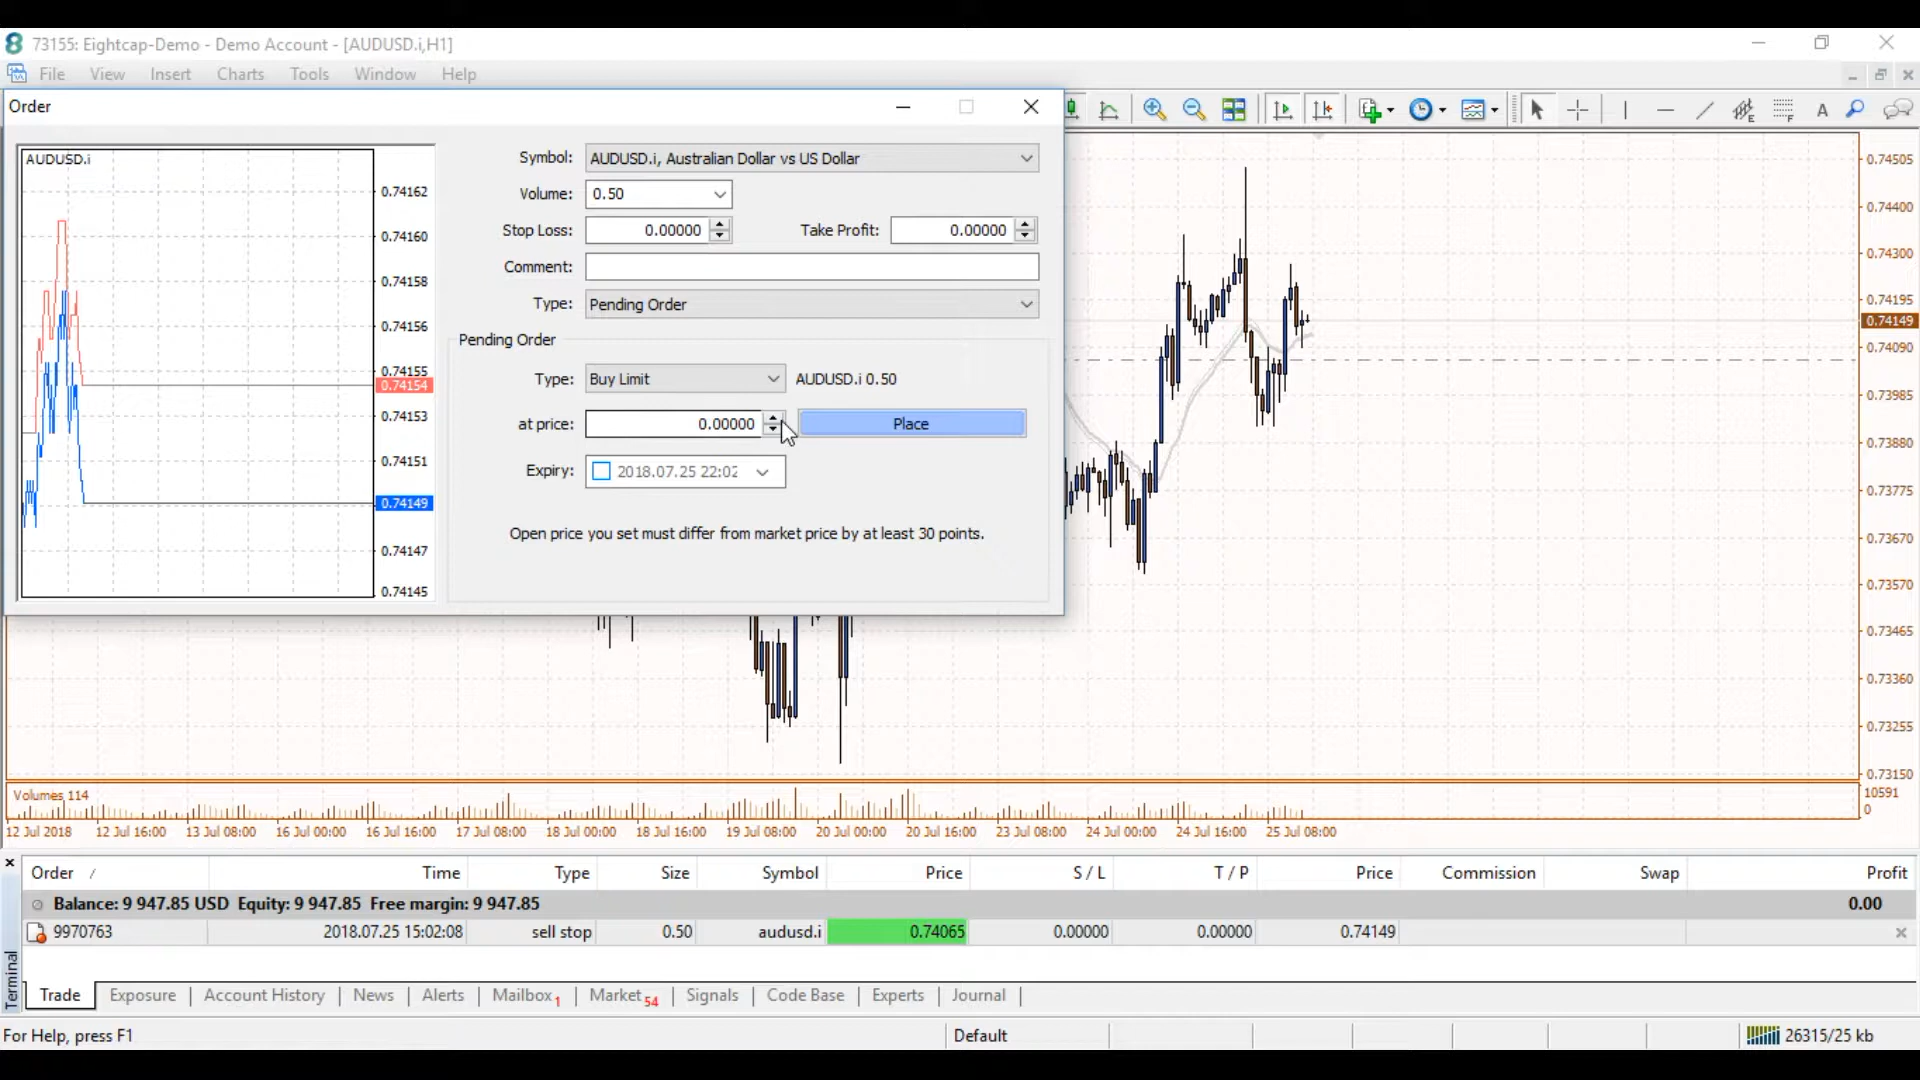 73155: Eightcap-Demo - Demo Account - [AUDUSD.i,H1]
File View Insert Charts Tools Window Help
Order
AUDUSD.i
0.74162
0.74160
0.74158
0.74156
0.74155
0.74154
0.74153
0.74151
0.74149
0.74147
0.74145
Symbol: AUDUSD.i, Australian Dollar vs US Dollar
Volume: 0.50
Stop Loss: 0.00000 Take Profit: 0.00000
Comment:
Type: Pending Order
Pending Order
Type: Buy Limit AUDUSD.i 0.50
at price: 0.00000 Place
Expiry: 2018.07.25 22:02
Open price you set must differ from market price by at least 30 points.
0.74505
0.74400
0.74300
0.74195
0.74149
0.74090
0.73985
0.73880
0.73775
0.73670
0.73570
0.73465
0.73360
0.73255
0.73150
Volumes 114
10591
0
12 Jul 2018 12 Jul 16:00 13 Jul 08:00 16 Jul 00:00 16 Jul 16:00 17 Jul 08:00 18 Jul 00:00 18 Jul 16:00 19 Jul 08:00 20 Jul 00:00 20 Jul 16:00 23 Jul 08:00 24 Jul 00:00 24 Jul 16:00 25 Jul 08:00
Order / Time Type Size Symbol Price S / L T / P Price Commission Swap Profit
Balance: 9 947.85 USD Equity: 9 947.85 Free margin: 9 947.85 0.00
9970763 2018.07.25 15:02:08 sell stop 0.50 audusd.i 0.74065 0.00000 0.00000 0.74149
Terminal
Trade Exposure Account History News Alerts Mailbox 1 Market 54 Signals Code Base Experts Journal
For Help, press F1 Default 26315/25 kb